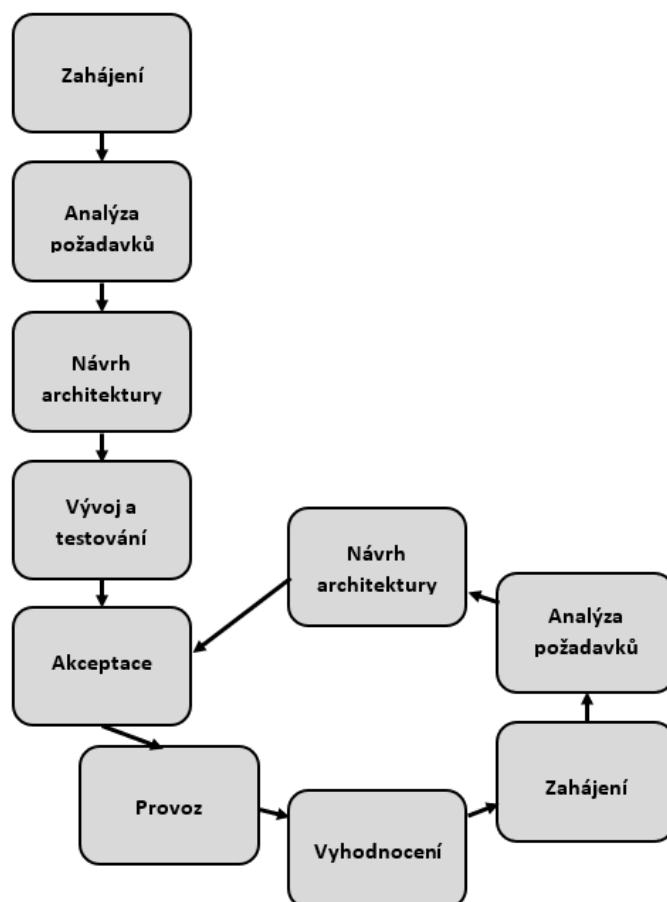 Zahájení
Analýza
požadavků
Návrh
architektury
Vývoj a
testování
Akceptace
Provoz
Vyhodnocení
Zahájení
Analýza
požadavků
Návrh
architektury